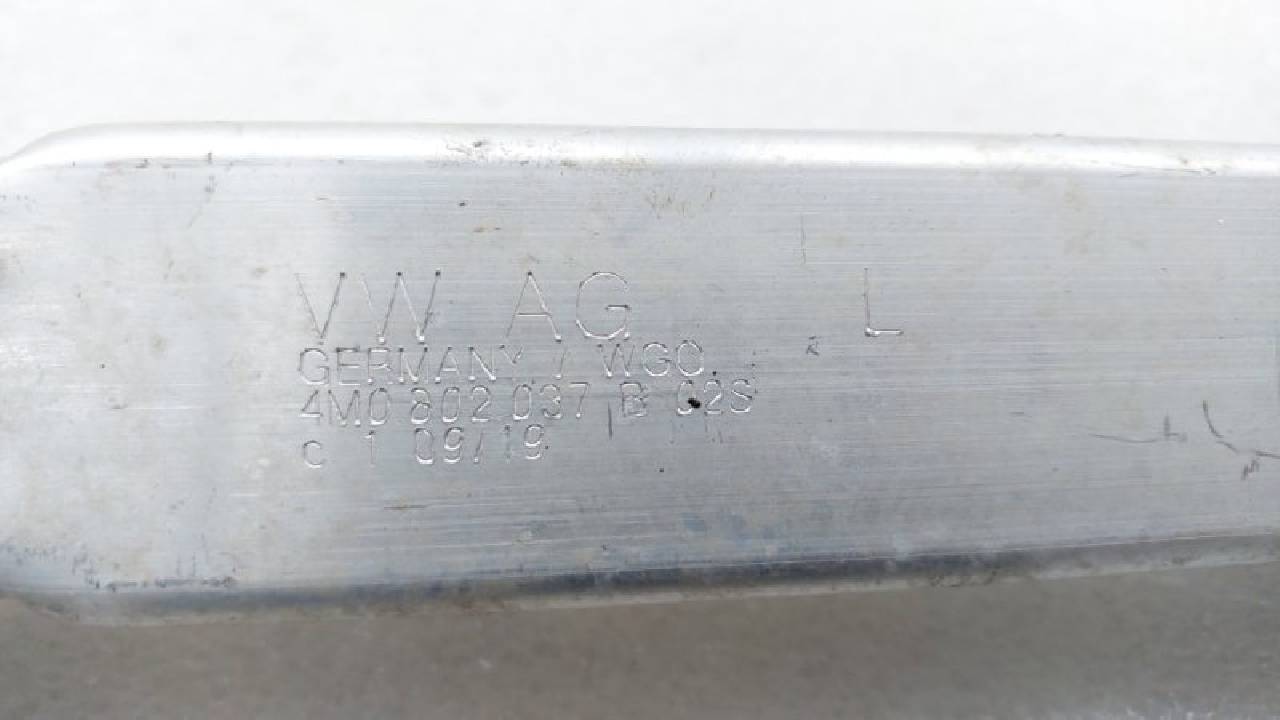 VW AG L
GERMANY / WGO.
4M0 802 037 B 02S
c 1 09/19